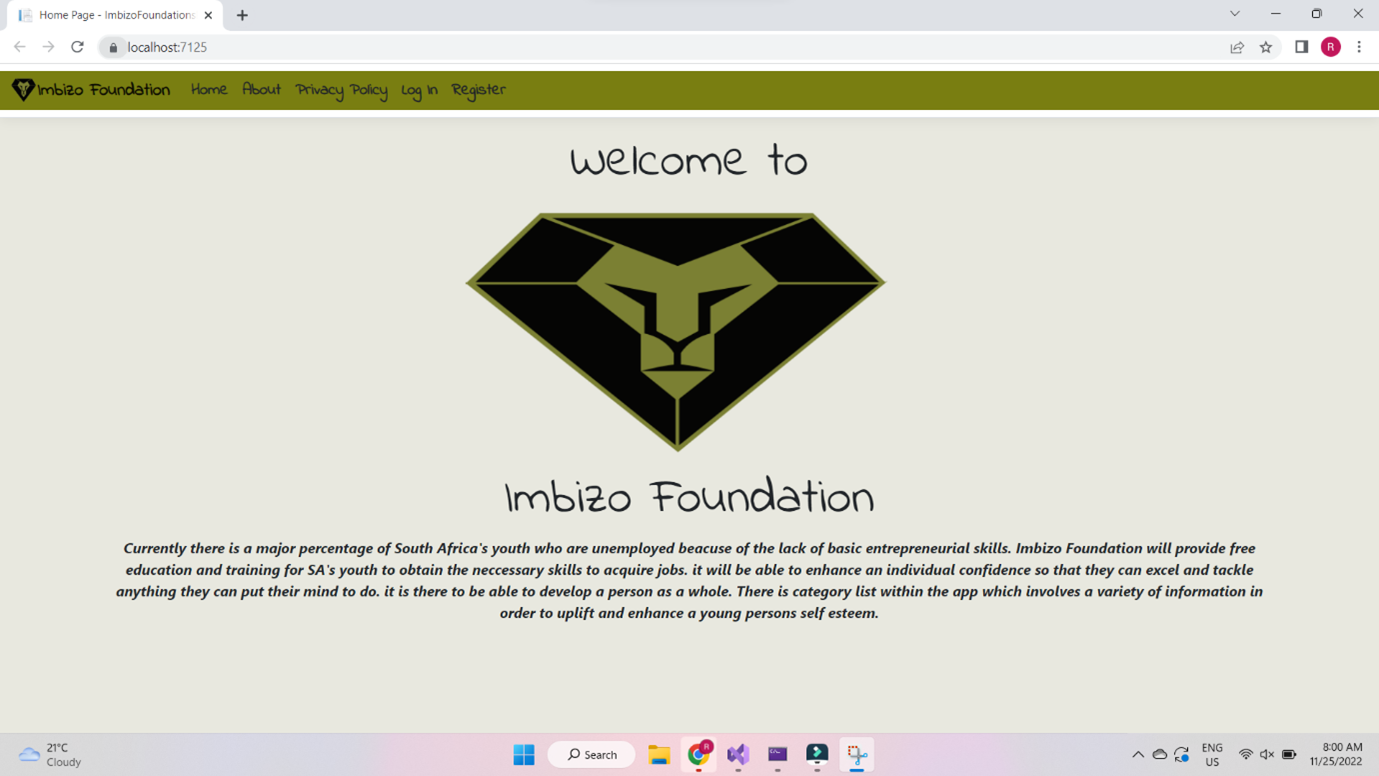 Home Page - ImbizoFoundations
localhost:7125
R
Imbizo Foundation Home About Privacy Policy Log In Register
Welcome to
Imbizo Foundation
Currently there is a major percentage of South Africa's youth who are unemployed beacuse of the lack of basic entrepreneurial skills. Imbizo Foundation will provide free
education and training for SA's youth to obtain the neccessary skills to acquire jobs. it will be able to enhance an individual confidence so that they can excel and tackle
anything they can put their mind to do. it is there to be able to develop a person as a whole. There is category list within the app which involves a variety of information in
order to uplift and enhance a young persons self esteem.
21°C
Cloudy
Search
R
ENG
US
8:00 AM
11/25/2022